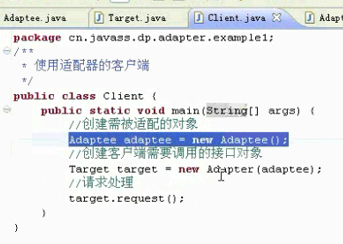 Adaptee.java Target.java Client.java Adapt
package cn.javass.dp.adapter.example1;
/**
 * 使用适配器的客户端
 */
public class Client {
public static void main(String[] args) {
//创建需被适配的对象
Adaptee adaptee = new Adaptee();
//创建客户端需要调用的接口对象
Target target = new Adapter(adaptee);
//请求处理
target.request();
}
}